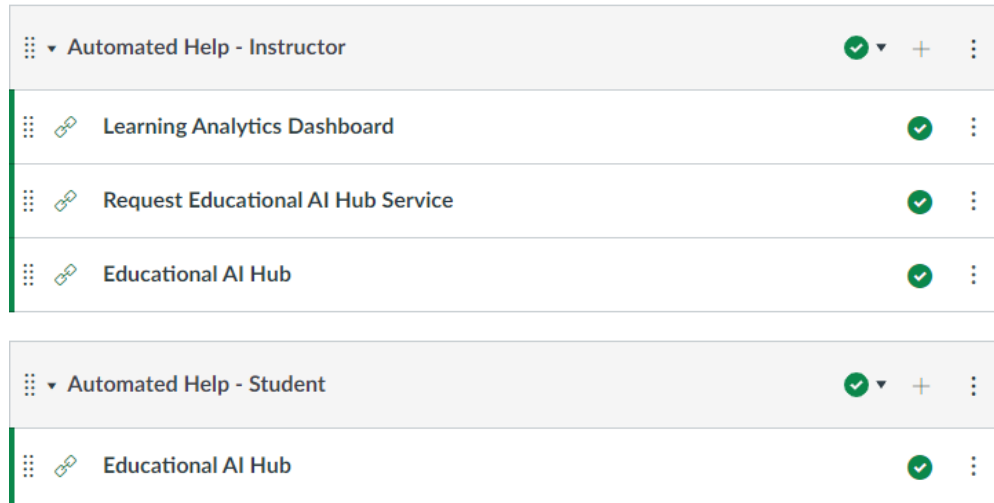 Automated Help - Instructor
Learning Analytics Dashboard
Request Educational AI Hub Service
Educational AI Hub
Automated Help - Student
Educational AI Hub